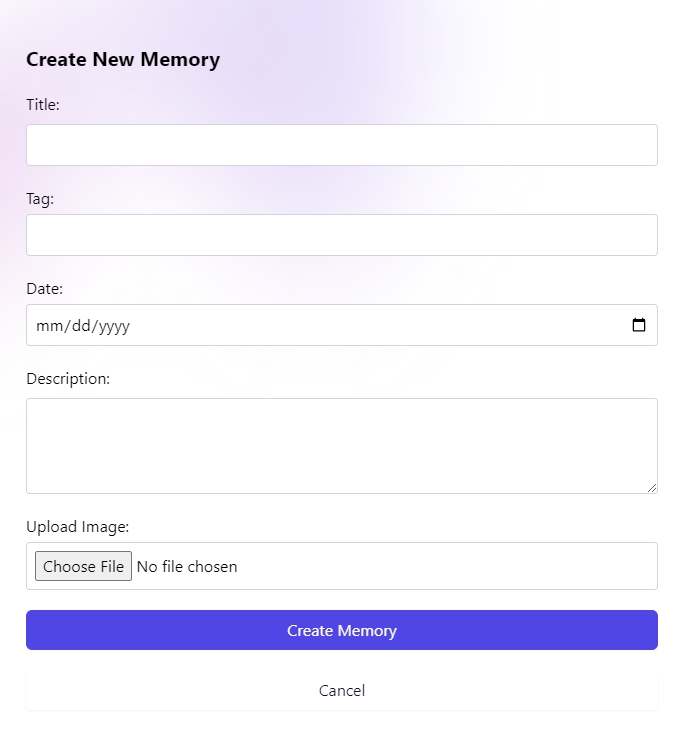 Create New Memory
Title:
Tag:
Date:
mm/dd/yyyy
Description:
Upload Image:
Choose File No file chosen
Create Memory
Cancel